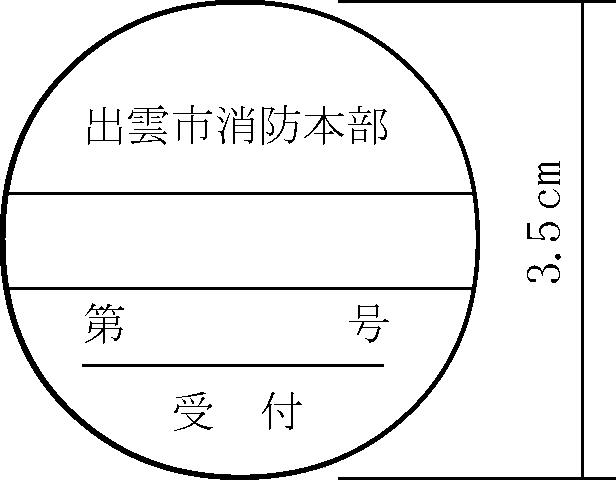 出雲市消防本部
第 号
受 付
3.5cm